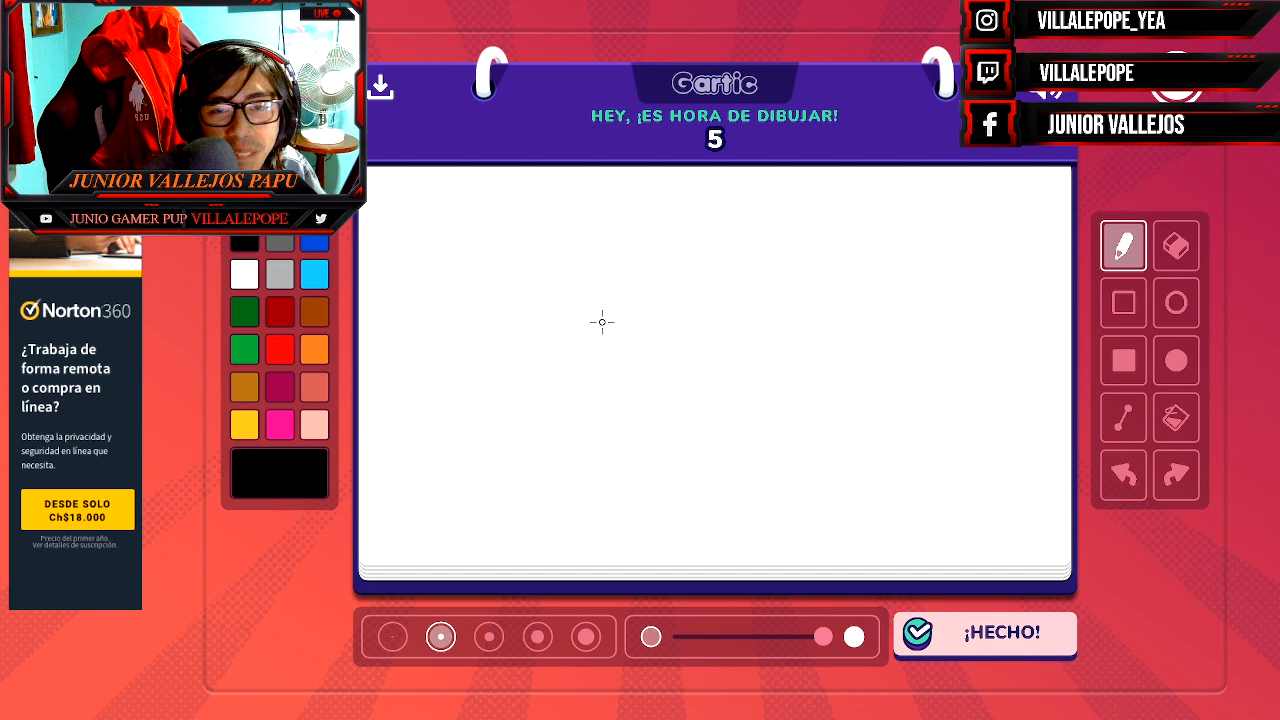 LIVE
JUNIOR VALLEJOS PAPU
JUNIO GAMER PUP VILLALEPOPE
VILLALEPOPE_YEA
VILLALEPOPE
JUNIOR VALLEJOS
Gartic
HEY, ¡ES HORA DE DIBUJAR!
5
Norton360
¿Trabaja de
forma remota
o compra en
línea?
Obtenga la privacidad y
seguridad en línea que
necesita.
DESDE SOLO
Ch$18.000
Precio del primer año.
Ver detalles de suscripción.
¡HECHO!